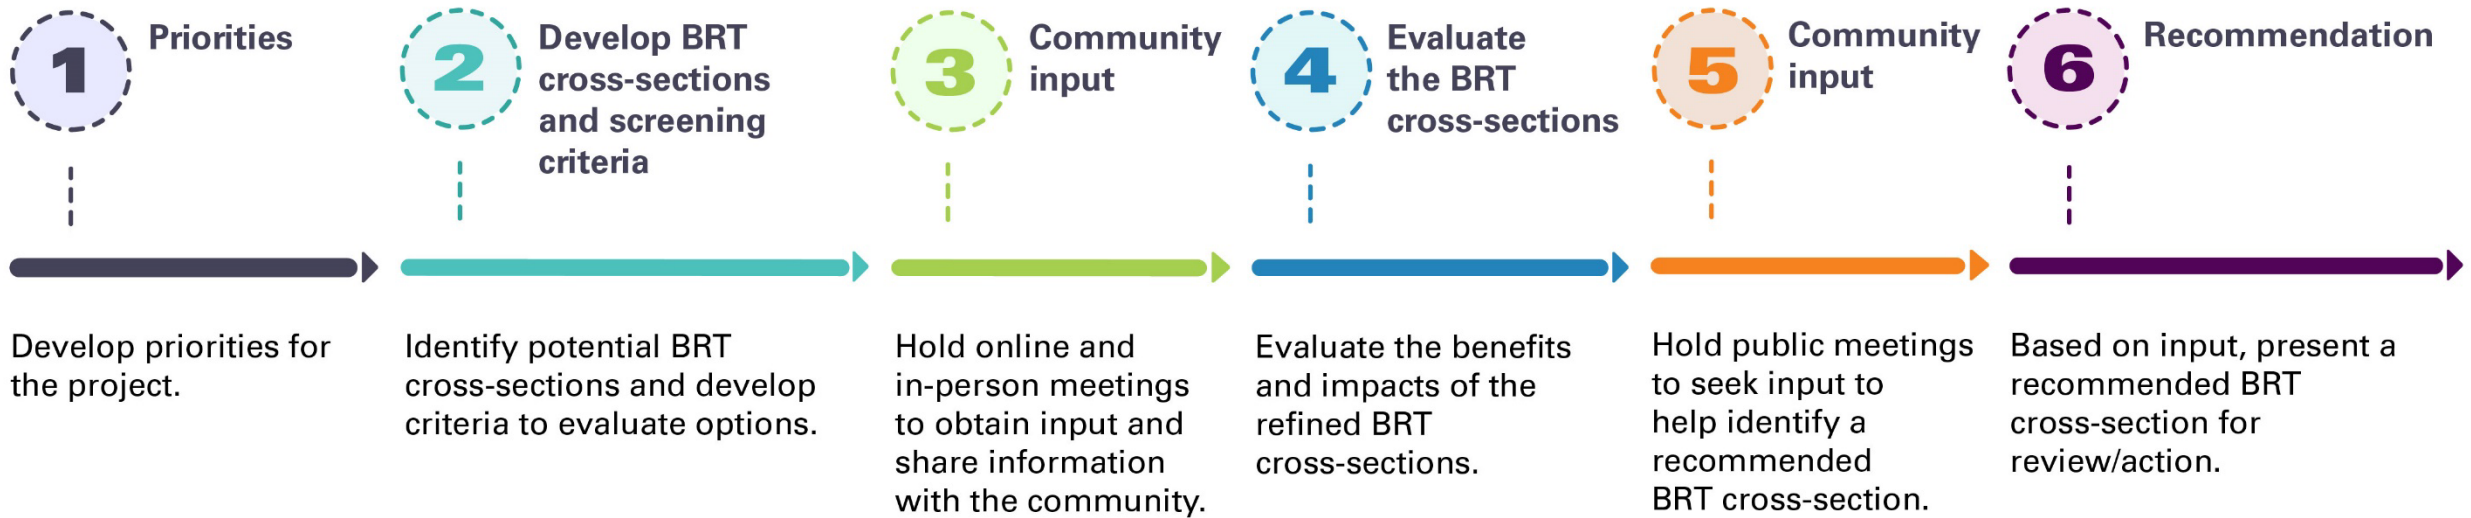 1
Priorities
Develop priorities for
the project.
2
Develop BRT
cross-sections
and screening
criteria
Identify potential BRT
cross-sections and develop
criteria to evaluate options.
3
Community
input
Hold online and
in-person meetings
to obtain input and
share information
with the community.
4
Evaluate
the BRT
cross-sections
Evaluate the benefits
and impacts of the
refined BRT
cross-sections.
5
Community
input
Hold public meetings
to seek input to
help identify a
recommended
BRT cross-section.
6
Recommendation
Based on input, present a
recommended BRT
cross-section for
review/action.